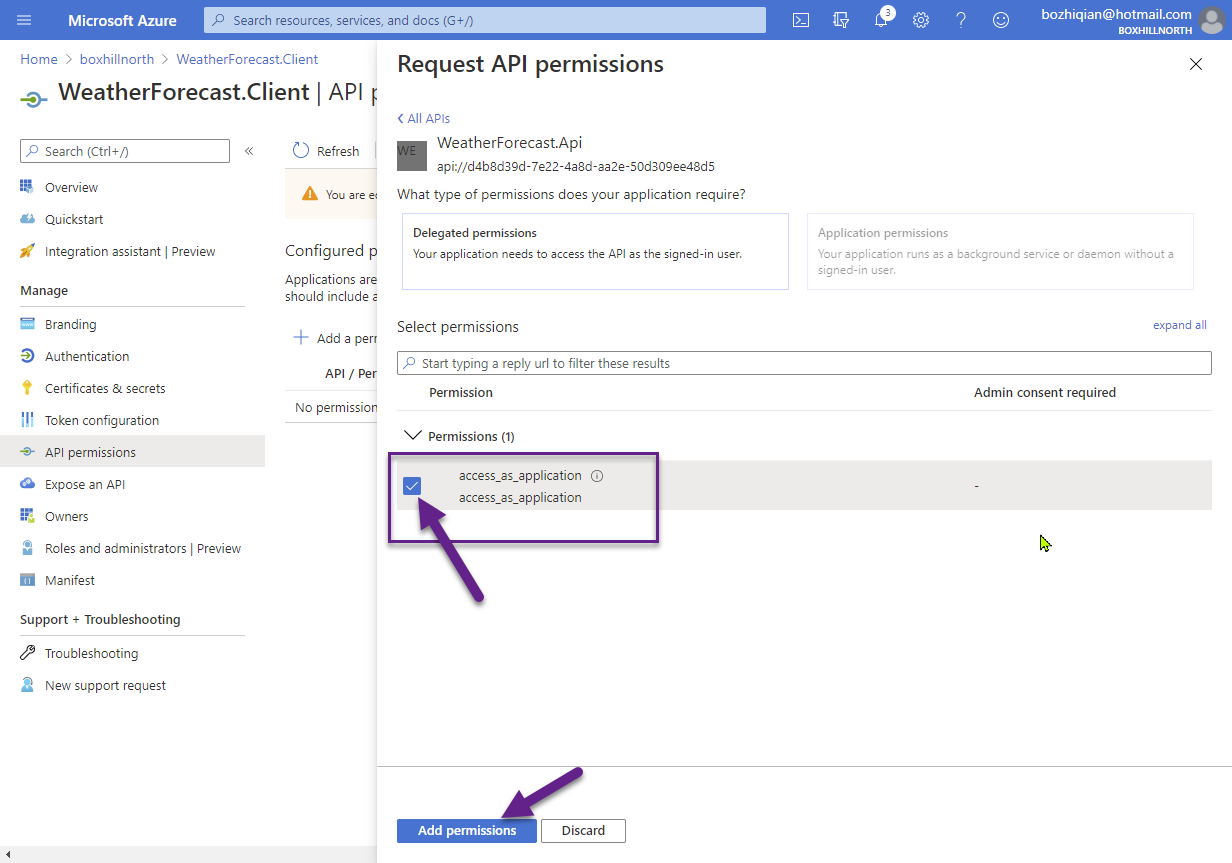 Microsoft Azure
Search resources, services, and docs (G+/)
3
bozhiqian@hotmail.com
BOXHILLNORTH
Home > boxhillnorth > WeatherForecast.Client
WeatherForecast.Client | API p
Search (Ctrl+/)
«
Overview
Quickstart
Integration assistant | Preview
Manage
Branding
Authentication
Certificates & secrets
Token configuration
API permissions
Expose an API
Owners
Roles and administrators | Preview
Manifest
Support + Troubleshooting
Troubleshooting
New support request
Refresh
You are ed
Configured p
Applications are
should include a
Add a perm
API / Per
No permission
Request API permissions
All APIs
WE
WeatherForecast.Api
api://d4b8d39d-7e22-4a8d-aa2e-50d309ee48d5
What type of permissions does your application require?
Delegated permissions
Your application needs to access the API as the signed-in user.
Application permissions
Your application runs as a background service or daemon without a
signed-in user.
Select permissions
expand all
Start typing a reply url to filter these results
Permission
Admin consent required
Permissions (1)
access_as_application
access_as_application
-
Add permissions
Discard